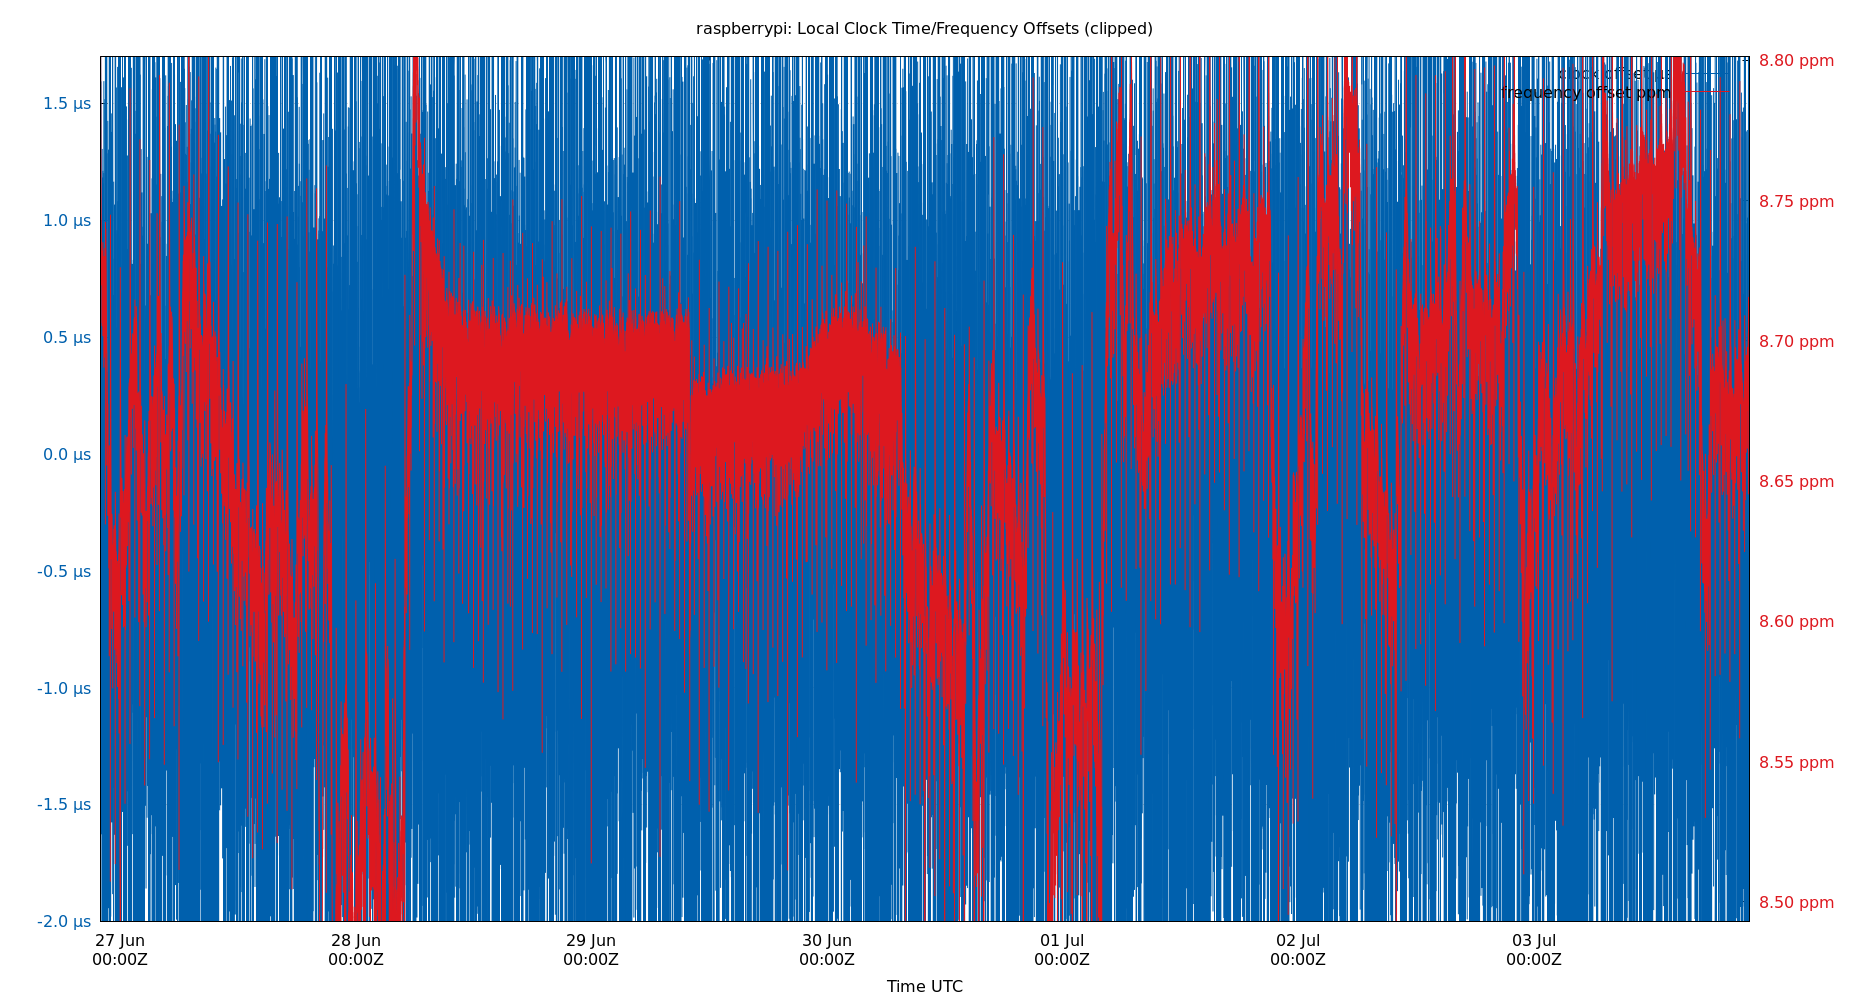 raspberrypi: Local Clock Time/Frequency Offsets (clipped)
clock offset µs
frequency offset ppm
1.5 µs
1.0 µs
0.5 µs
0.0 µs
-0.5 µs
-1.0 µs
-1.5 µs
-2.0 µs
8.80 ppm
8.75 ppm
8.70 ppm
8.65 ppm
8.60 ppm
8.55 ppm
8.50 ppm
27 Jun
00:00Z
28 Jun
00:00Z
29 Jun
00:00Z
30 Jun
00:00Z
01 Jul
00:00Z
02 Jul
00:00Z
03 Jul
00:00Z
Time UTC